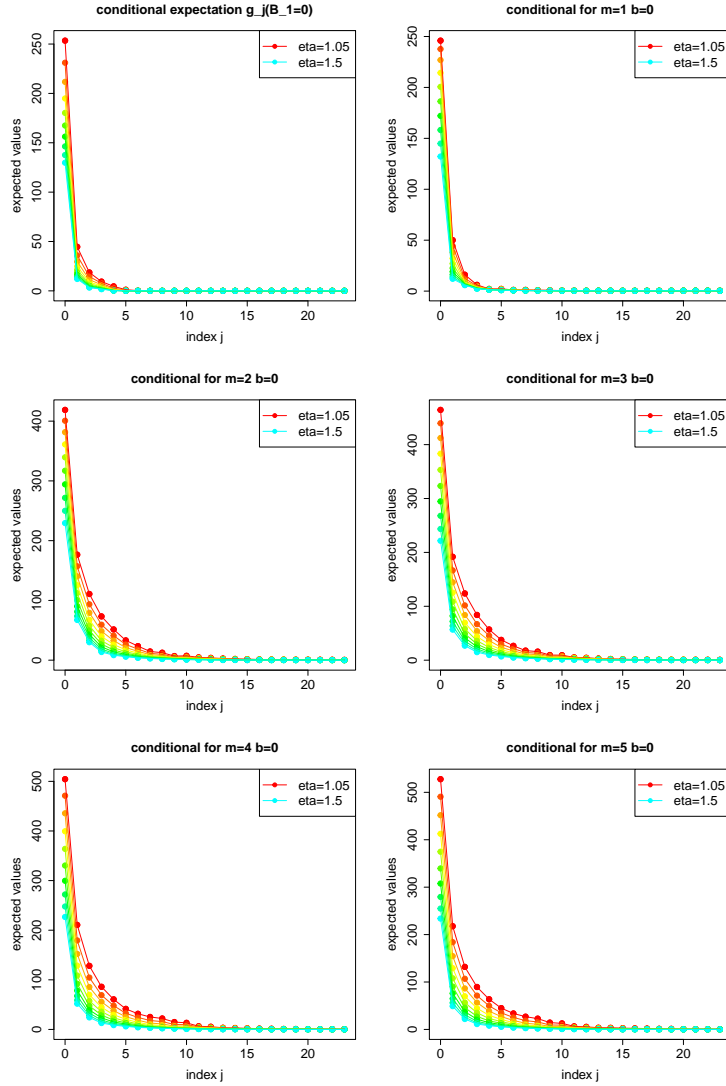 conditional expectation g_j(B_1=0)
expected values
0 50 100 150 200 250
eta=1.05
eta=1.5
0 5 10 15 20
index j
conditional for m=1 b=0
expected values
0 50 100 150 200 250
eta=1.05
eta=1.5
0 5 10 15 20
index j
conditional for m=2 b=0
expected values
0 100 200 300 400
eta=1.05
eta=1.5
0 5 10 15 20
index j
conditional for m=3 b=0
expected values
0 100 200 300 400
eta=1.05
eta=1.5
0 5 10 15 20
index j
conditional for m=4 b=0
expected values
0 100 200 300 400 500
eta=1.05
eta=1.5
0 5 10 15 20
index j
conditional for m=5 b=0
expected values
0 100 200 300 400 500
eta=1.05
eta=1.5
0 5 10 15 20
index j